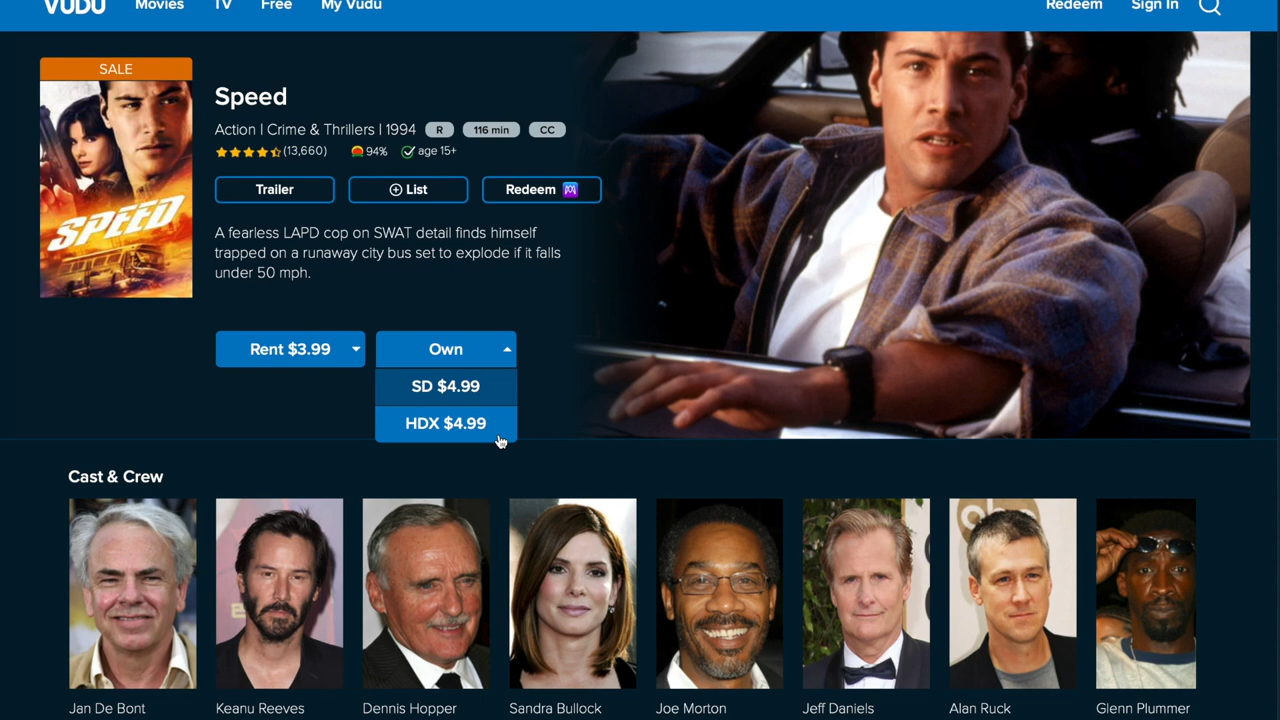 VUDU Movies TV Free My Vudu Redeem Sign In
SALE
SPEED
Speed
Action | Crime & Thrillers | 1994 R 116 min CC
(13,660) 94% age 15+
Trailer List Redeem
A fearless LAPD cop on SWAT detail finds himself
trapped on a runaway city bus set to explode if it falls
under 50 mph.
Rent $3.99 Own
SD $4.99
HDX $4.99
Cast & Crew
abc
Jan De Bont Keanu Reeves Dennis Hopper Sandra Bullock Joe Morton Jeff Daniels Alan Ruck Glenn Plummer